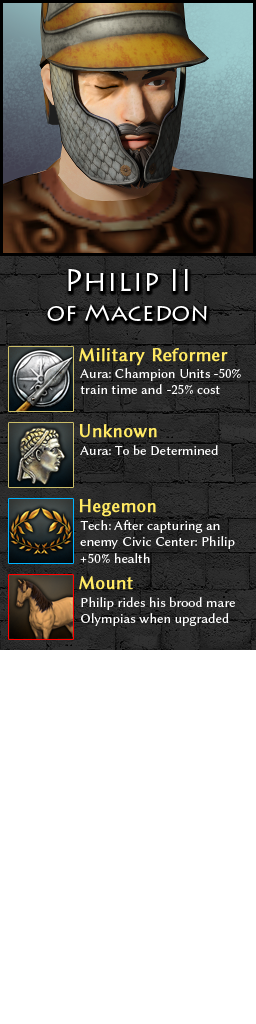 Philip II
of Macedon
Military Reformer
Aura: Champion Units -50%
train time and -25% cost
Unknown
Aura: To be Determined
Hegemon
Tech: After capturing an
enemy Civic Center: Philip
+50% health
Mount
Philip rides his brood mare
Olympias when upgraded